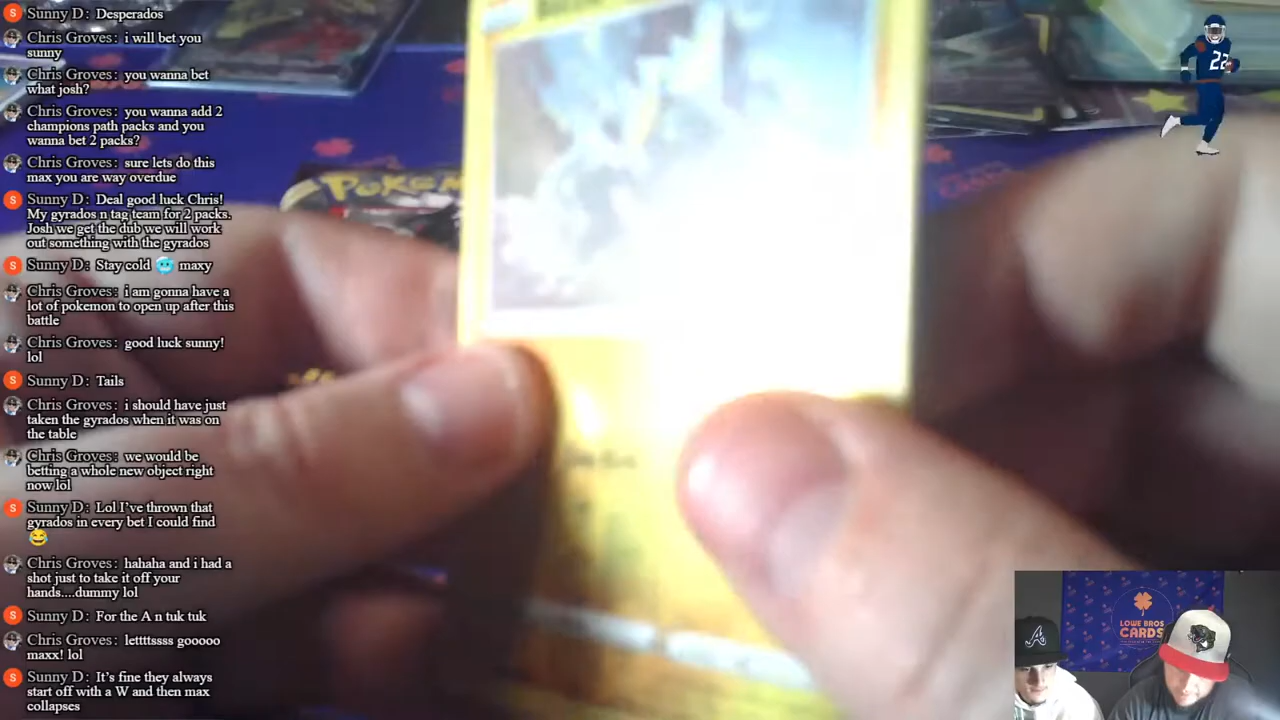 Sunny D: Desperados
Chris Groves: i will bet you
sunny
Chris Groves: you wanna bet
what josh?
Chris Groves: you wanna add 2
champions path packs and you
wanna bet 2 packs?
Chris Groves: sure lets do this
max you are way overdue
Sunny D: Deal good luck Chris!
My gyrados n tag team for 2 packs.
Josh we get the dub we will work
out something with the gyrados
Sunny D: Stay cold 🥶 maxy
Chris Groves: i am gonna have a
lot of pokemon to open up after this
battle
Chris Groves: good luck sunny!
lol
Sunny D: Tails
Chris Groves: i should have just
taken the gyrados when it was on
the table
Chris Groves: we would be
betting a whole new object right
now lol
Sunny D: Lol I've thrown that
gyrados in every bet I could find
😂
Chris Groves: hahaha and i had a
shot just to take it off your
hands....dummy lol
Sunny D: For the A n tuk tuk
Chris Groves: lettttssss gooooo
maxx! lol
Sunny D: It's fine they always
start off with a W and then max
collapses
POKEM
22
LOWE BROS
CARDS
A